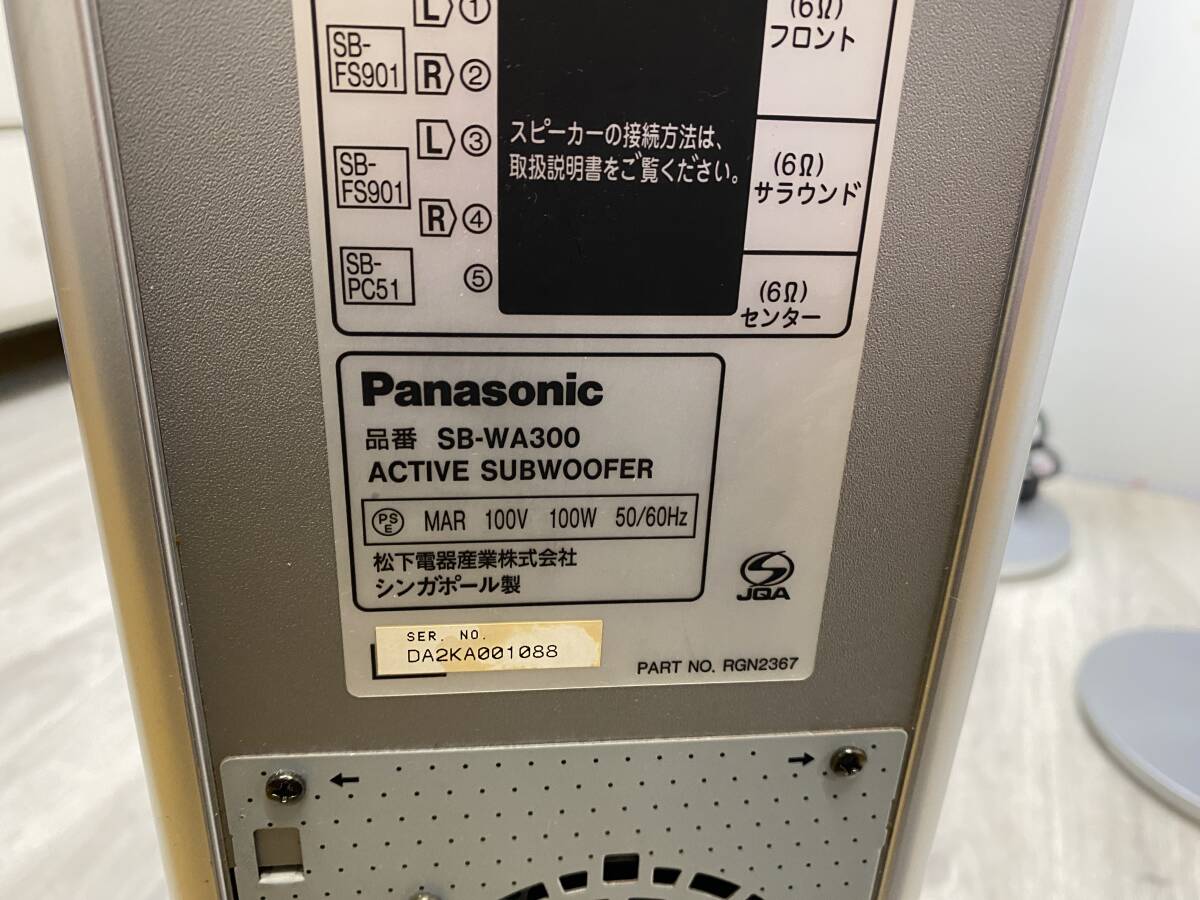 L ①
(6Ω)
フロント
SB-
FS901
R ②
スピーカーの接続方法は、
取扱説明書をご覧ください。
L ③
SB-
FS901
(6Ω)
サラウンド
R ④
SB-
PC51
⑤
(6Ω)
センター
Panasonic
品番 SB-WA300
ACTIVE SUBWOOFER
PSE MAR 100V 100W 50/60Hz
松下電器産業株式会社
シンガポール製
JQA
SER. NO.
DA2KA001088
PART NO. RGN2367